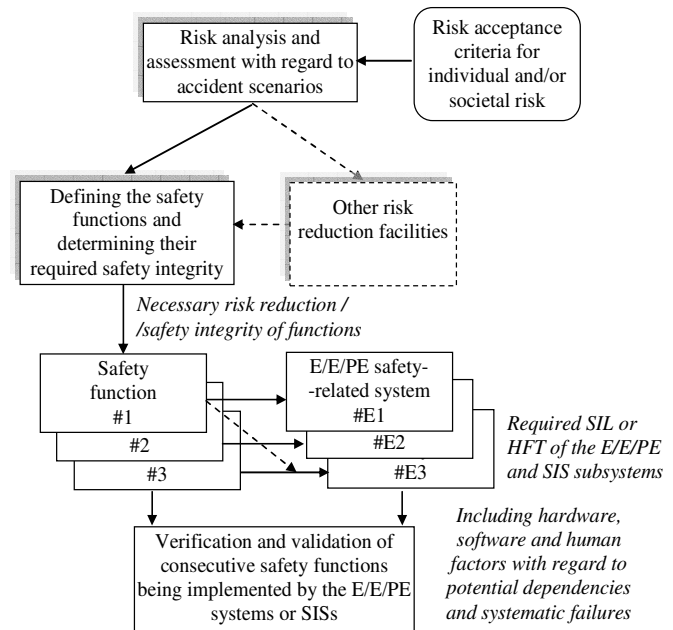 Risk analysis and
assessment with regard to
accident scenarios
Risk acceptance
criteria for
individual and/or
societal risk
Defining the safety
functions and
determining their
required safety integrity
Other risk
reduction facilities
Necessary risk reduction /
/safety integrity of functions
Safety
function
#1
#2
#3
E/E/PE safety-
-related system
#E1
#E2
#E3
Required SIL or
HFT of the E/E/PE
and SIS subsystems
Verification and validation of
consecutive safety functions
being implemented by the E/E/PE
systems or SISs
Including hardware,
software and human
factors with regard to
potential dependencies
and systematic failures